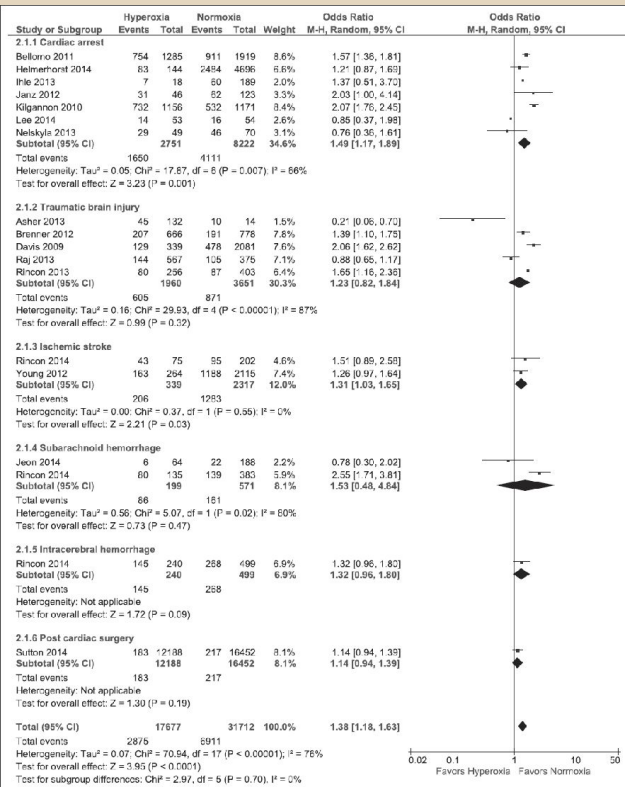 Hyperoxia Normoxia Odds Ratio Odds Ratio
Study or Subgroup Events Total Events Total Weight M-H, Random, 95% CI M-H, Random, 95% CI
2.1.1 Cardiac arrest
Bellomo 2011 754 1285 911 1919 8.6% 1.57 [1.36, 1.81]
Helmerhorst 2014 83 144 2484 4696 1.21 [0.87, 1.69]
Ihle 2013 7 18 60 189 1.37 [0.51, 3.70]
Janz 2012 31 46 62 123 2.03 [1.00, 4.14]
Kilgannon 2010 732 1156 532 1171 2.07 [1.76, 2.45]
Lee 2014 14 53 16 54 0.85 [0.37, 1.98]
Nelskyla 2013 29 49 46 70 0.76 [0.36, 1.61]
Subtotal (95% CI) 2751 8222 34.6% 1.49 [1.17, 1.89]
Total events 1650 4111
Heterogeneity: Tau² = 0.05; Chi² = 17.67, df = 6 (P = 0.007); I² = 66%
Test for overall effect: Z = 3.23 (P = 0.001)
2.1.2 Traumatic brain injury
Asher 2013 45 132 10 14 1.5% 0.21 [0.06, 0.70]
Brenner 2012 207 666 191 778 1.39 [1.10, 1.75]
Davis 2009 129 339 478 2081 2.06 [1.62, 2.62]
Raj 2013 144 567 105 375 0.88 [0.65, 1.17]
Rincon 2013 80 256 87 403 1.65 [1.16, 2.36]
Subtotal (95% CI) 1960 3651 30.3% 1.23 [0.82, 1.84]
Total events 605 871
Heterogeneity: Tau² = 0.16; Chi² = 29.93, df = 4 (P < 0.00001); I² = 87%
Test for overall effect: Z = 0.99 (P = 0.32)
2.1.3 Ischemic stroke
Rincon 2014 43 75 95 202 4.6% 1.51 [0.89, 2.58]
Young 2012 163 264 1188 2115 7.4% 1.26 [0.97, 1.64]
Subtotal (95% CI) 339 2317 12.0% 1.31 [1.03, 1.65]
Total events 206 1283
Heterogeneity: Tau² = 0.00; Chi² = 0.37, df = 1 (P = 0.55); I² = 0%
Test for overall effect: Z = 2.21 (P = 0.03)
2.1.4 Subarachnoid hemorrhage
Jeon 2014 6 64 22 188 2.2% 0.78 [0.30, 2.02]
Rincon 2014 80 135 139 383 5.9% 2.55 [1.71, 3.81]
Subtotal (95% CI) 199 571 8.1% 1.53 [0.48, 4.84]
Total events 86 161
Heterogeneity: Tau² = 0.56; Chi² = 5.07, df = 1 (P = 0.02); I² = 80%
Test for overall effect: Z = 0.73 (P = 0.47)
2.1.5 Intracerebral hemorrhage
Rincon 2014 145 240 268 499 6.9% 1.32 [0.96, 1.80]
Subtotal (95% CI) 240 499 6.9% 1.32 [0.96, 1.80]
Total events 145 268
Heterogeneity: Not applicable
Test for overall effect: Z = 1.72 (P = 0.09)
2.1.6 Post cardiac surgery
Sutton 2014 183 12188 217 16452 8.1% 1.14 [0.94, 1.39]
Subtotal (95% CI) 12188 16452 8.1% 1.14 [0.94, 1.39]
Total events 183 217
Heterogeneity: Not applicable
Test for overall effect: Z = 1.30 (P = 0.19)
Total (95% CI) 17677 31712 100.0% 1.38 [1.18, 1.63]
Total events 2875 6911
Heterogeneity: Tau² = 0.07; Chi² = 70.94, df = 17 (P < 0.00001); I² = 76%
Test for overall effect: Z = 3.95 (P < 0.0001)
Test for subgroup differences: Chi² = 2.97, df = 5 (P = 0.70), I² = 0%
0.02 0.1 1 10 50
Favors Hyperoxia Favors Normoxia